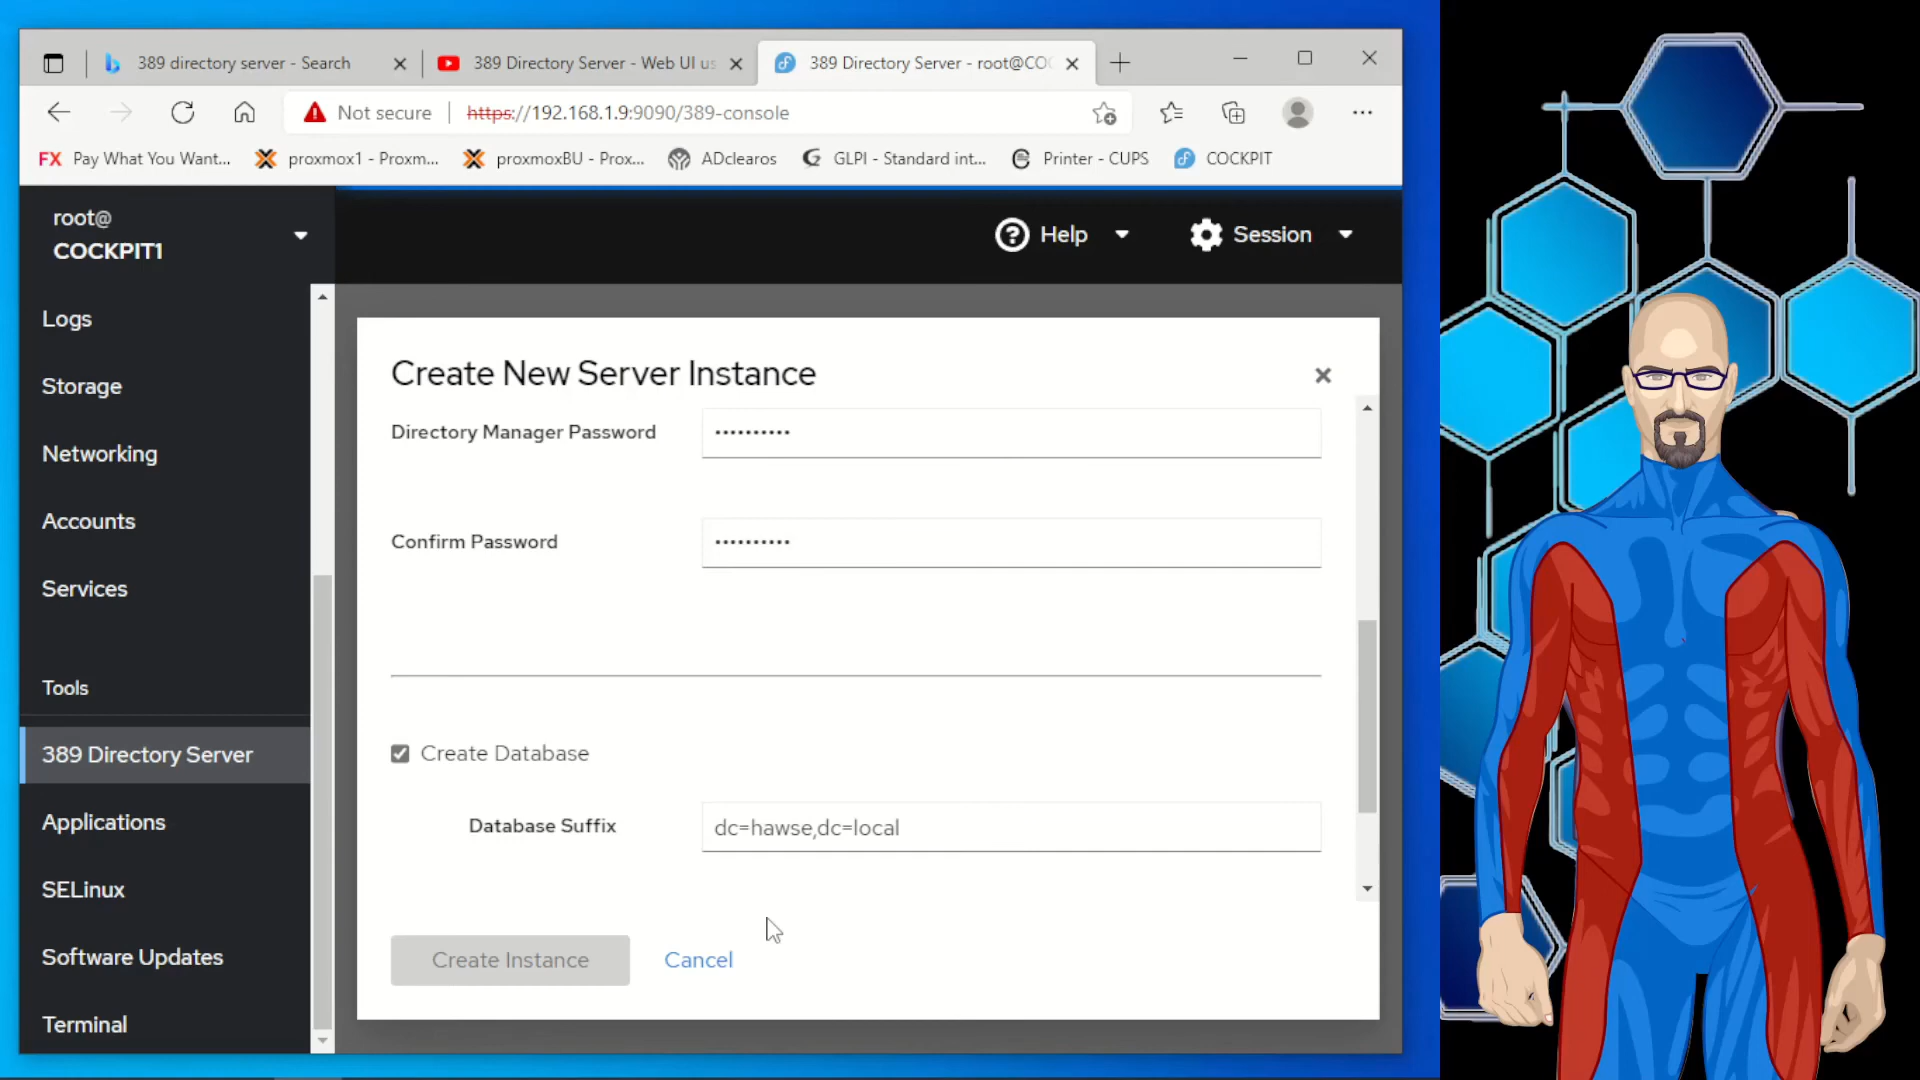 389 directory server - Search
389 Directory Server - Web UI us
389 Directory Server - root@COC
Not secure
https://192.168.1.9:9090/389-console
FX Pay What You Want...
proxmox1 - Proxm...
proxmoxBU - Prox...
ADclearos
GLPI - Standard int...
Printer - CUPS
COCKPIT
root@
COCKPIT1
Help
Session
Logs
Storage
Networking
Accounts
Services
Tools
389 Directory Server
Applications
SELinux
Software Updates
Terminal
Create New Server Instance
Directory Manager Password
••••••••••
Confirm Password
••••••••••
Create Database
Database Suffix
dc=hawse,dc=local
Create Instance
Cancel